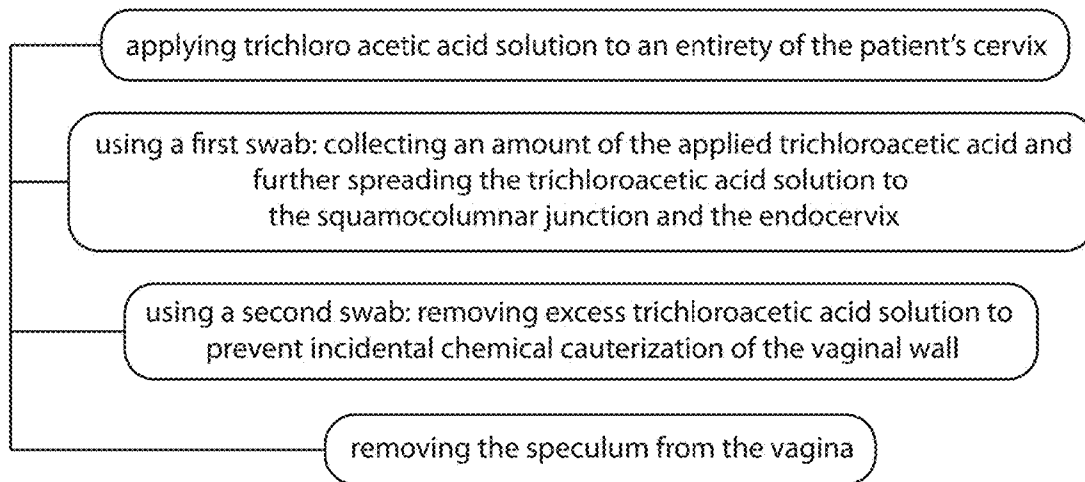 applying trichloro acetic acid solution to an entirety of the patient's cervix
using a first swab: collecting an amount of the applied trichloroacetic acid and
further spreading the trichloroacetic acid solution to
the squamocolumnar junction and the endocervix
using a second swab: removing excess trichloroacetic acid solution to
prevent incidental chemical cauterization of the vaginal wall
removing the speculum from the vagina